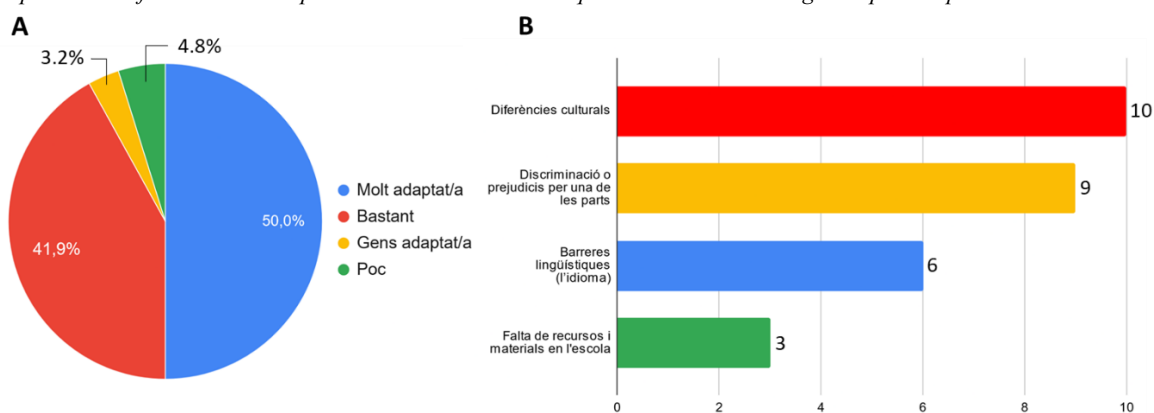 A
3.2%
4.8%
50,0%
41,9%
Molt adaptat/a
Bastant
Gens adaptat/a
Poc
B
Diferències culturals
10
Discriminació o
prejudicis per una de
les parts
9
Barreres
lingüístiques
(l'idioma)
6
Falta de recursos i
materials en l'escola
3
0 2 4 6 8 10